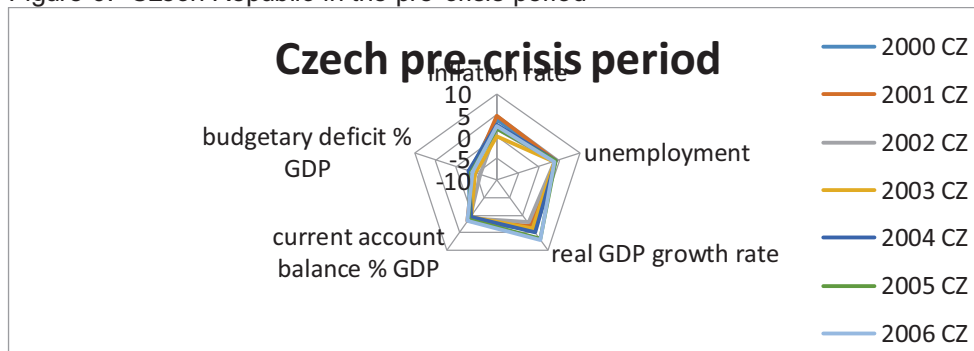 Figure 6: Czech Republic in the pre-crisis period
Czech pre-crisis period
inflation rate
10
5
0
-5
-10
unemployment
real GDP growth rate
current account
balance % GDP
budgetary deficit %
GDP
2000 CZ
2001 CZ
2002 CZ
2003 CZ
2004 CZ
2005 CZ
2006 CZ